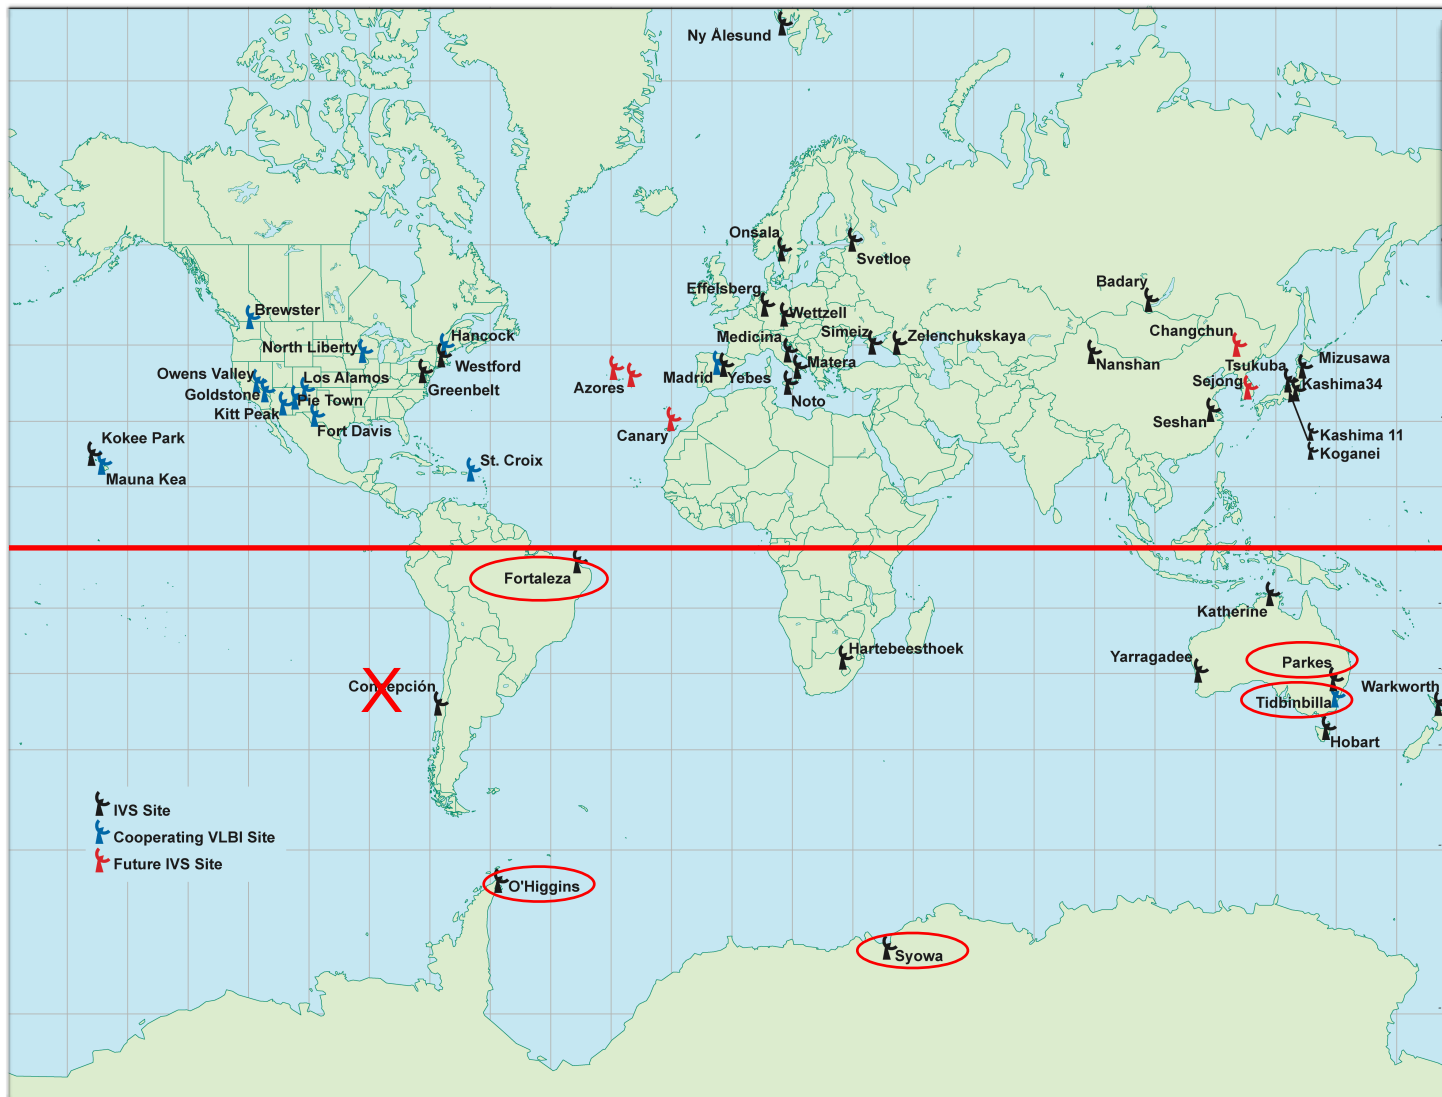 Ny Ålesund
Onsala
Svetloe
Badary
Effelsberg
Brewster
Wettzell
Hancock
Simeiz
Zelenchukskaya
Changchun
Medicina
North Liberty
Westford
Matera
Nanshan
Tsukuba
Mizusawa
Owens Valley
Los Alamos
Greenbelt
Azores
Madrid
Yebes
Sejong
Kashima34
Goldstone
Pie Town
Noto
Kitt Peak
Fort Davis
Canary
Seshan
Kashima 11
Koganei
Kokee Park
Mauna Kea
St. Croix
Fortaleza
Katherine
Hartebeesthoek
Yarragadee
Parkes
X
Concepción
Warkworth
Tidbinbilla
Hobart
IVS Site
Cooperating VLBI Site
Future IVS Site
O'Higgins
Syowa